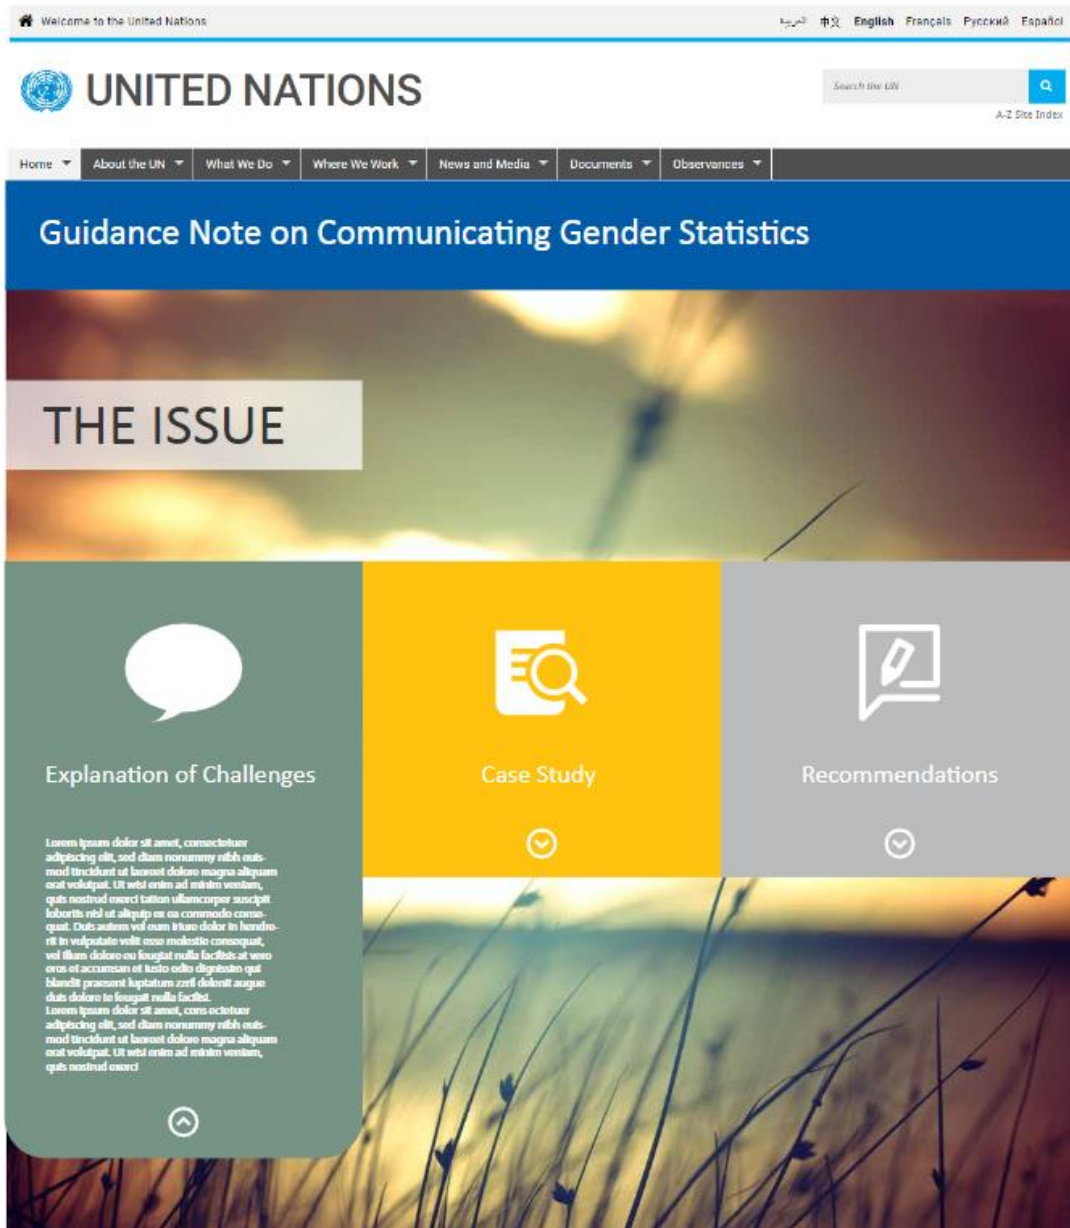 Welcome to the United Nations
العربية 中文 English Français Русский Español
UNITED NATIONS
Search the UN
A-Z Site Index
Home About the UN What We Do Where We Work News and Media Documents Observances
Guidance Note on Communicating Gender Statistics
THE ISSUE
Explanation of Challenges
Case Study
Recommendations
Lorem ipsum dolor sit amet, consectetuer
adipiscing elit, sed diam nonummy nibh euis-
mod tincidunt ut laoreet dolore magna aliquam
erat volutpat. Ut wisi enim ad minim veniam,
quis nostrud exerci tation ullamcorper suscipit
lobortis nisl ut aliquip ex ea commodo conse-
quat. Duis autem vel eum iriure dolor in hendre-
rit in vulputate velit esse molestie consequat,
vel illum dolore eu feugiat nulla facilisis at vero
eros et accumsan et iusto odio dignissim qui
blandit praesent luptatum zzril delenit augue
duis dolore te feugait nulla facilisi.
Lorem ipsum dolor sit amet, cons ectetuer
adipiscing elit, sed diam nonummy nibh euis-
mod tincidunt ut laoreet dolore magna aliquam
erat volutpat. Ut wisi enim ad minim veniam,
quis nostrud exerci